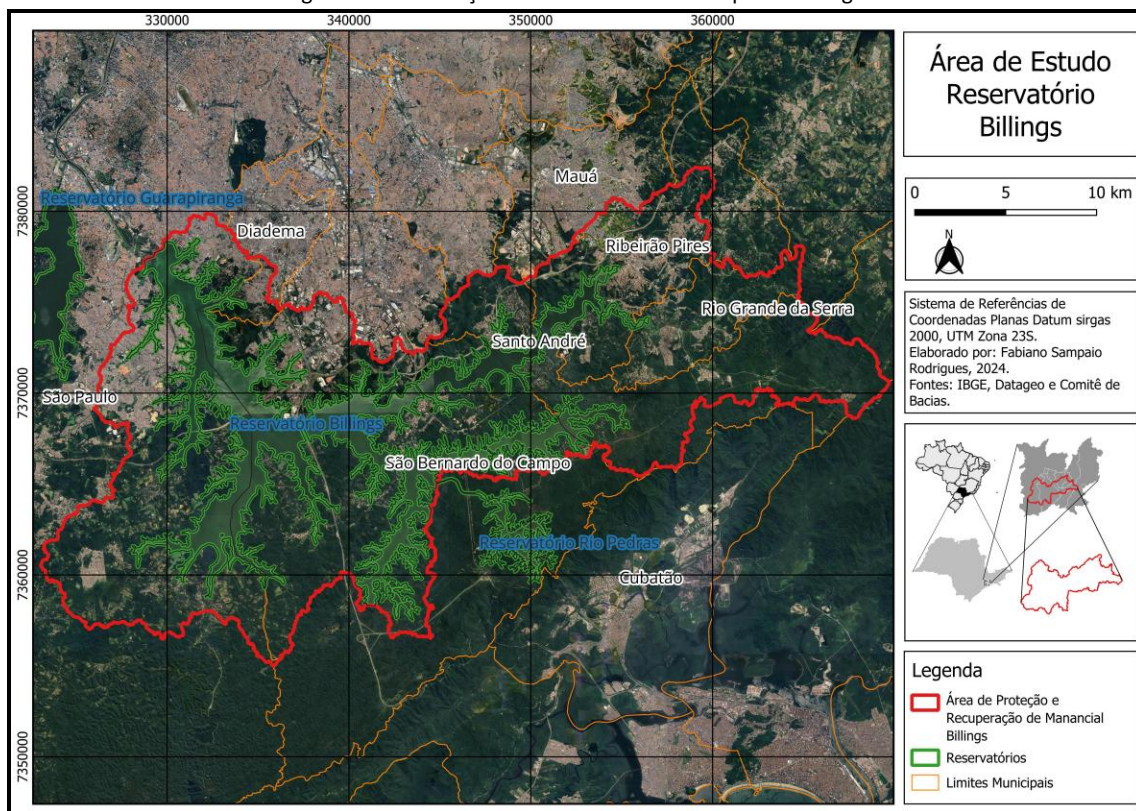 330000
340000
350000
360000
7380000
7370000
7360000
7350000
Mauá
Reservatório Guarapiranga
Diadema
Ribeirão Pires
Rio Grande da Serra
Santo André
São Paulo
Reservatório Billings
São Bernardo do Campo
Reservatório Rio Pedras
Cubatão
Área de Estudo
Reservatório
Billings
0 5 10 km
N
Sistema de Referências de
Coordenadas Planas Datum sirgas
2000, UTM Zona 23S.
Elaborado por: Fabiano Sampaio
Rodrigues, 2024.
Fontes: IBGE, Datageo e Comitê de
Bacias.
Legenda
Área de Proteção e
Recuperação de Manancial
Billings
Reservatórios
Limites Municipais